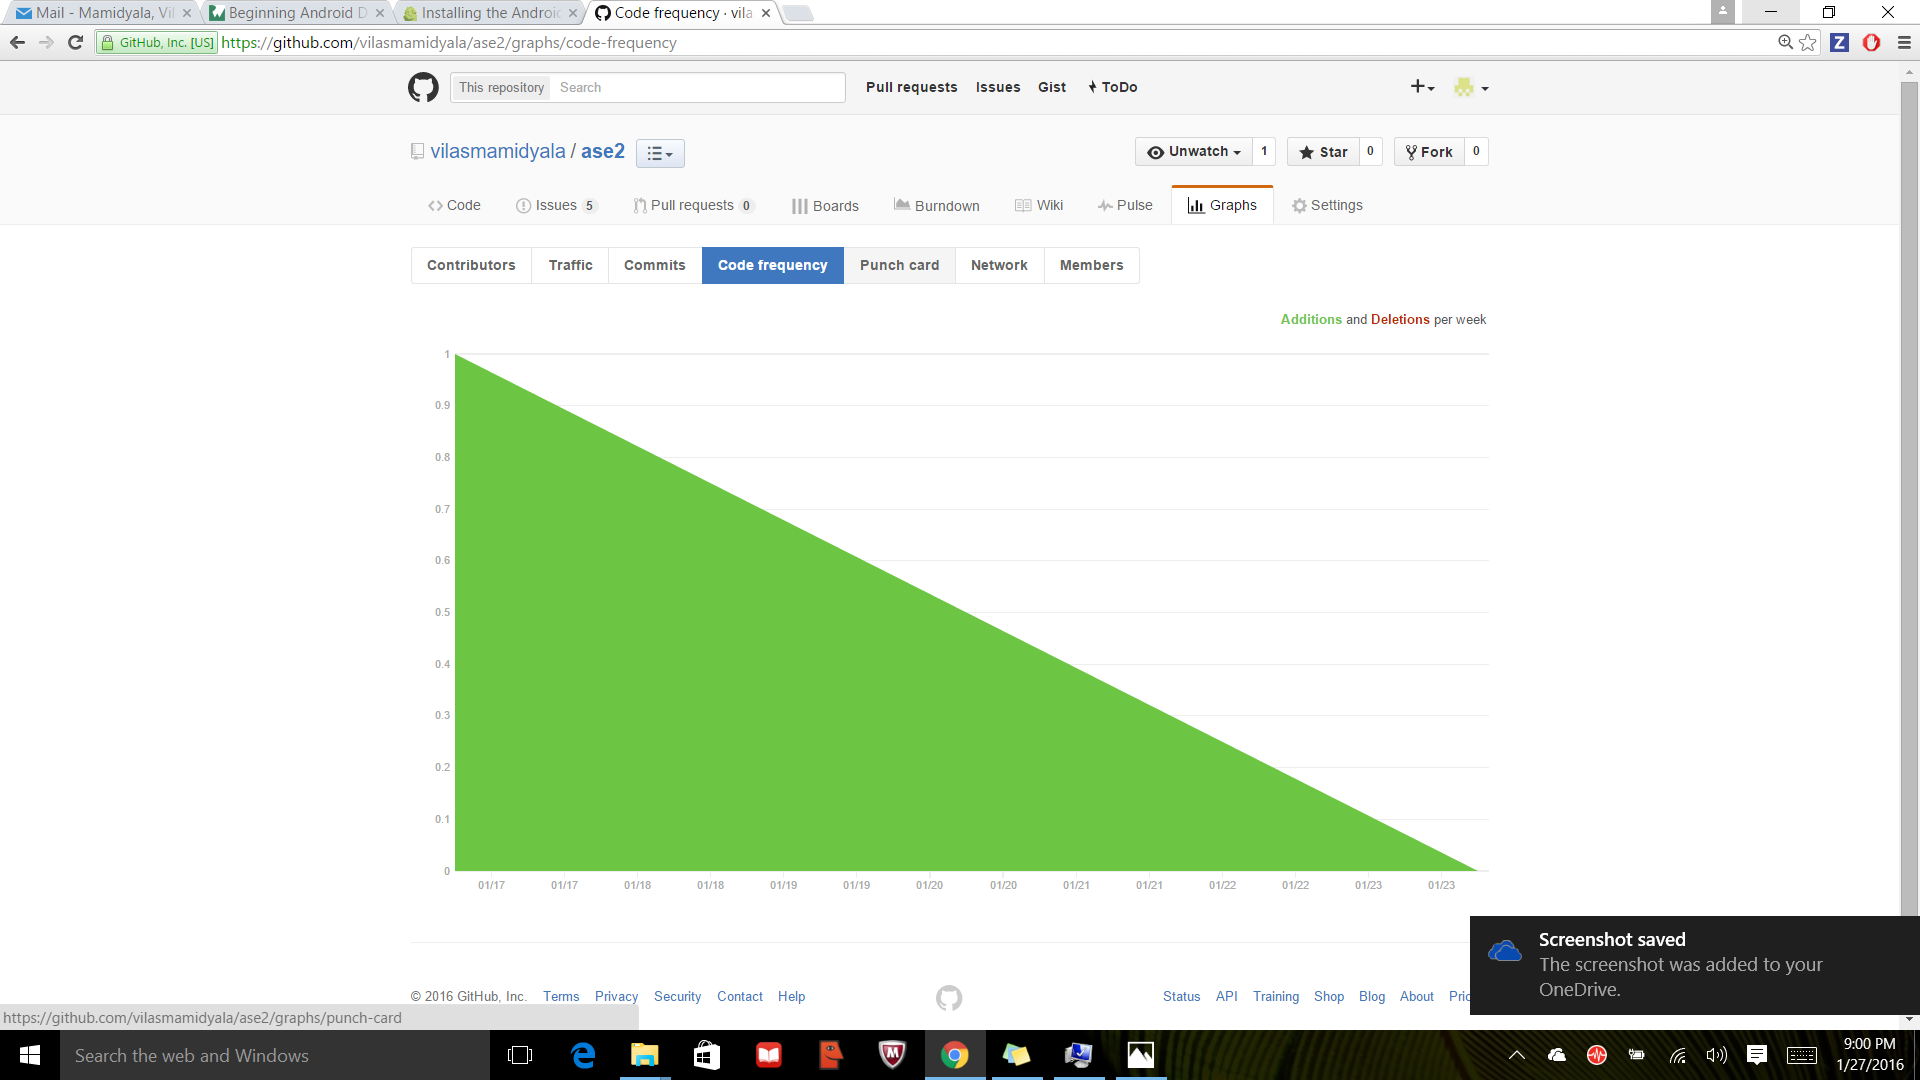 Mail - Mamidyala, Vil
Beginning Android D
Installing the Android
Code frequency · vila
GitHub, Inc. [US] https://github.com/vilasmamidyala/ase2/graphs/code-frequency
Z
This repository Search Pull requests Issues Gist ToDo
vilasmamidyala / ase2
Unwatch 1 Star 0 Fork 0
Code Issues 5 Pull requests 0 Boards Burndown Wiki Pulse Graphs Settings
Contributors Traffic Commits Code frequency Punch card Network Members
Additions and Deletions per week
1
0.9
0.8
0.7
0.6
0.5
0.4
0.3
0.2
0.1
0
01/17 01/17 01/18 01/18 01/19 01/19 01/20 01/20 01/21 01/21 01/22 01/22 01/23 01/23
Screenshot saved
The screenshot was added to your
OneDrive.
© 2016 GitHub, Inc. Terms Privacy Security Contact Help
Status API Training Shop Blog About Pric
https://github.com/vilasmamidyala/ase2/graphs/punch-card
Search the web and Windows
9:00 PM
1/27/2016